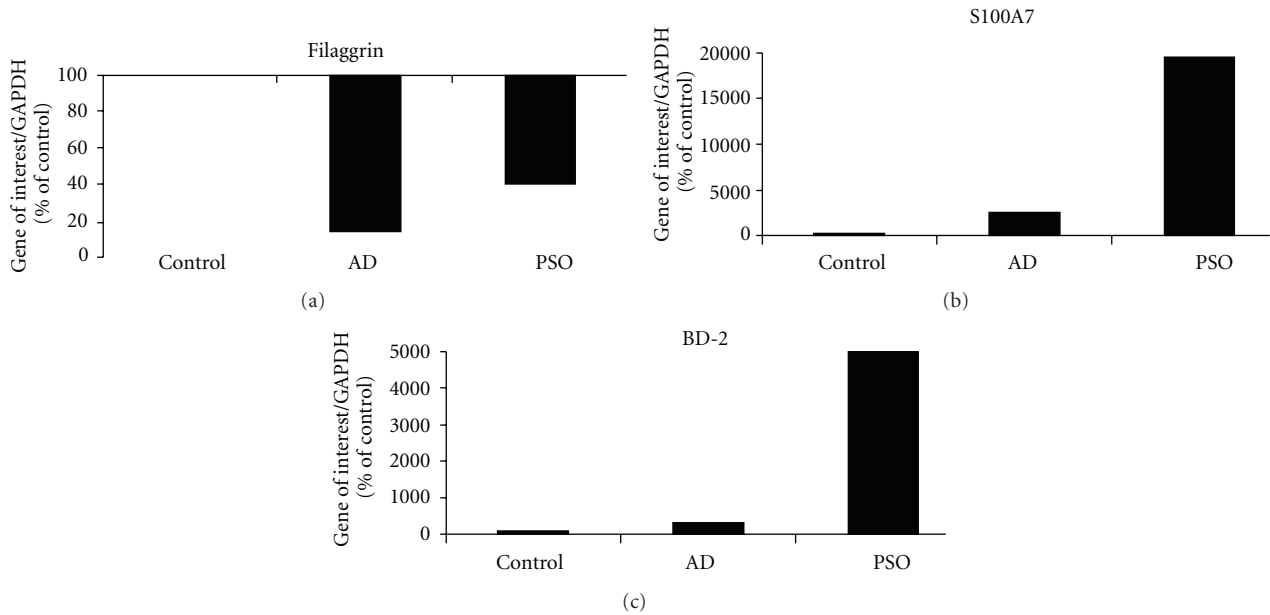 Filaggrin
Gene of interest/GAPDH
(% of control)
100
80
60
40
20
0
Control
AD
PSO
(a)
S100A7
Gene of interest/GAPDH
(% of control)
20000
15000
10000
5000
0
Control
AD
PSO
(b)
BD-2
Gene of interest/GAPDH
(% of control)
5000
4000
3000
2000
1000
0
Control
AD
PSO
(c)